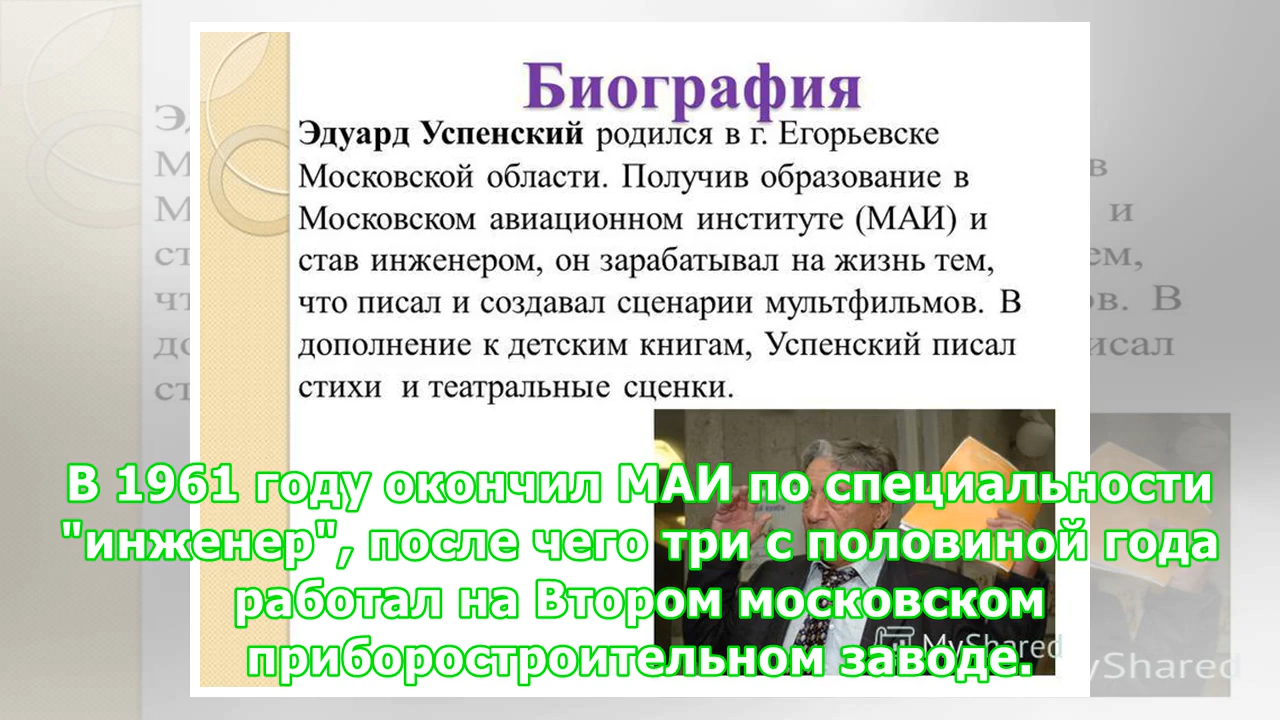 Биография
Эдуард Успенский родился в г. Егорьевске
Московской области. Получив образование в
Московском авиационном институте (МАИ) и
став инженером, он зарабатывал на жизнь тем,
что писал и создавал сценарии мультфильмов. В
дополнение к детским книгам, Успенский писал
стихи и театральные сценки.
В 1961 году окончил МАИ по специальности
"инженер", после чего три с половиной года
работал на Втором московском
приборостроительном заводе.
MyShared